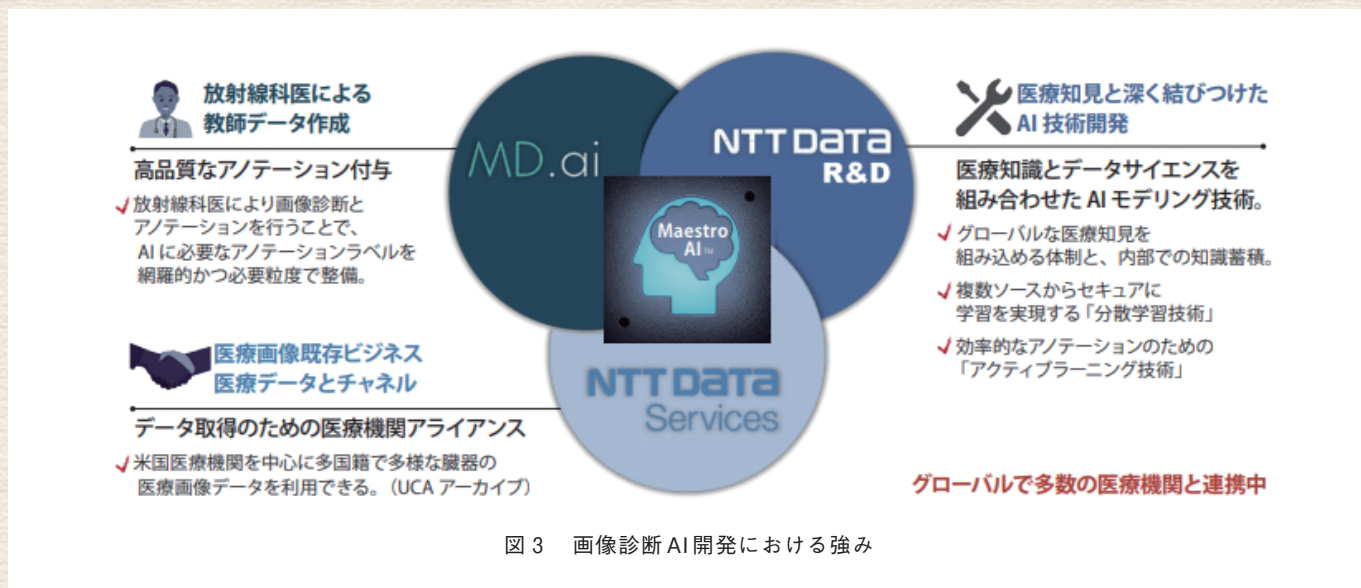 放射線科医による
教師データ作成
高品質なアノテーション付与
放射線科医により画像診断と
アノテーションを行うことで、
AIに必要なアノテーションラベルを
網羅的かつ必要粒度で整備。
医療画像既存ビジネス
医療データとチャネル
データ取得のための医療機関アライアンス
米国医療機関を中心に多国籍で多様な臓器の
医療画像データを利用できる。（UCA アーカイブ）
MD.ai
NTT DATA
R&D
Maestro
AI™
NTT DATA
Services
医療知見と深く結びつけた
AI 技術開発
医療知識とデータサイエンスを
組み合わせた AI モデリング技術。
グローバルな医療知見を
組み込める体制と、内部での知識蓄積。
複数ソースからセキュアに
学習を実現する「分散学習技術」
効率的なアノテーションのための
「アクティブラーニング技術」
グローバルで多数の医療機関と連携中
図 3　画像診断 AI 開発における強み